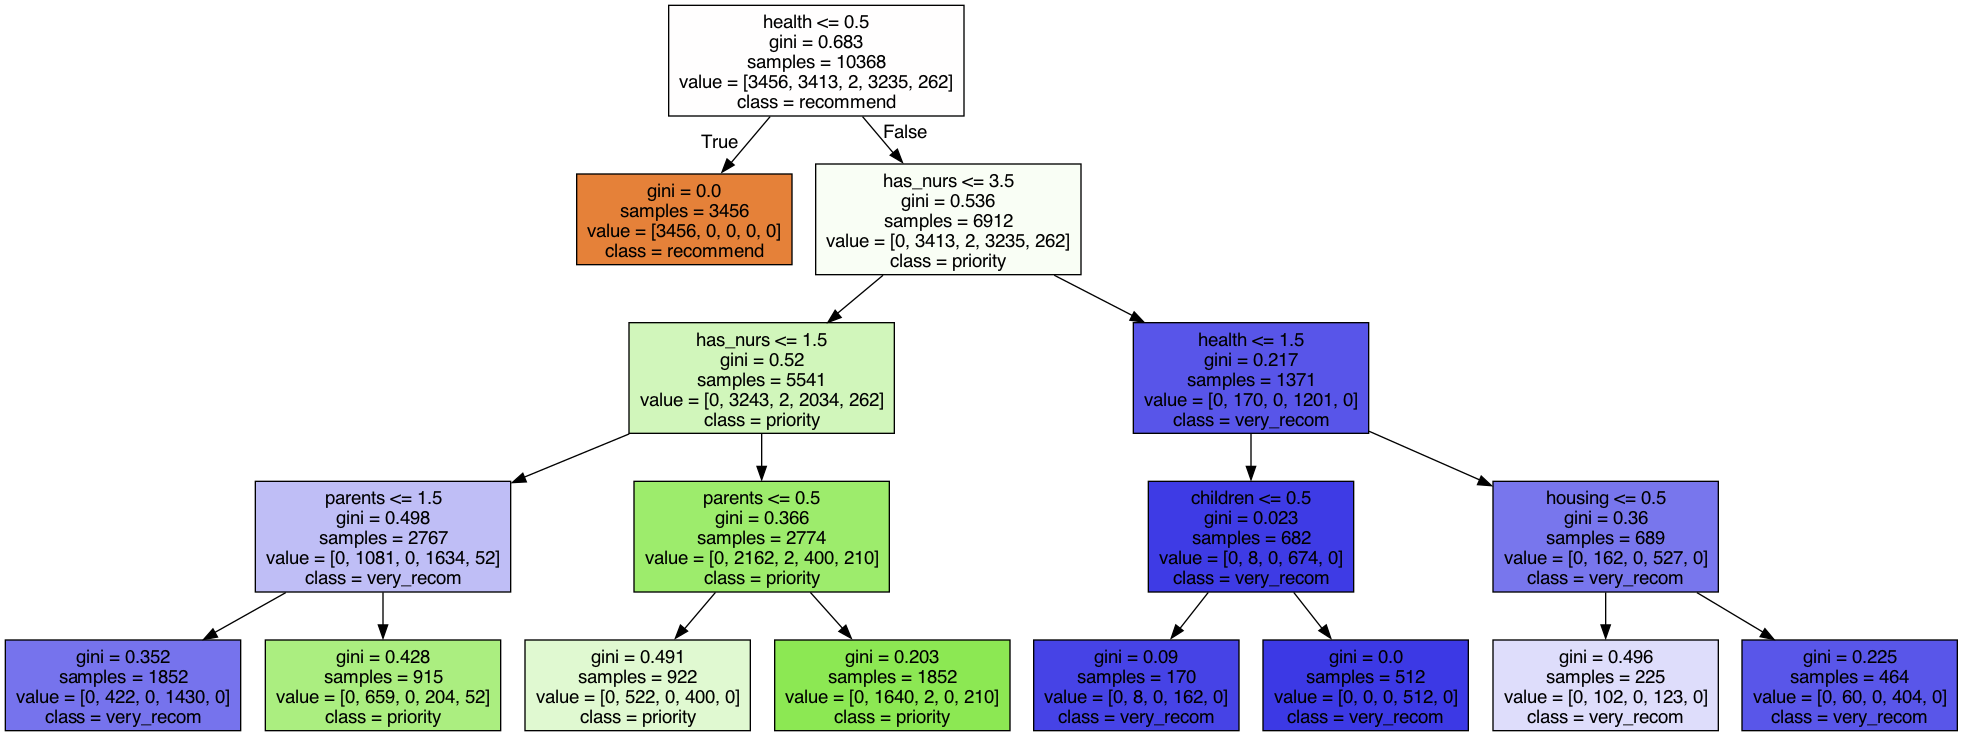 health <= 0.5
gini = 0.683
samples = 10368
value = [3456, 3413, 2, 3235, 262]
class = recommend
True
False
gini = 0.0
samples = 3456
value = [3456, 0, 0, 0, 0]
class = recommend
has_nurs <= 3.5
gini = 0.536
samples = 6912
value = [0, 3413, 2, 3235, 262]
class = priority
has_nurs <= 1.5
gini = 0.52
samples = 5541
value = [0, 3243, 2, 2034, 262]
class = priority
health <= 1.5
gini = 0.217
samples = 1371
value = [0, 170, 0, 1201, 0]
class = very_recom
parents <= 1.5
gini = 0.498
samples = 2767
value = [0, 1081, 0, 1634, 52]
class = very_recom
parents <= 0.5
gini = 0.366
samples = 2774
value = [0, 2162, 2, 400, 210]
class = priority
children <= 0.5
gini = 0.023
samples = 682
value = [0, 8, 0, 674, 0]
class = very_recom
housing <= 0.5
gini = 0.36
samples = 689
value = [0, 162, 0, 527, 0]
class = very_recom
gini = 0.352
samples = 1852
value = [0, 422, 0, 1430, 0]
class = very_recom
gini = 0.428
samples = 915
value = [0, 659, 0, 204, 52]
class = priority
gini = 0.491
samples = 922
value = [0, 522, 0, 400, 0]
class = priority
gini = 0.203
samples = 1852
value = [0, 1640, 2, 0, 210]
class = priority
gini = 0.09
samples = 170
value = [0, 8, 0, 162, 0]
class = very_recom
gini = 0.0
samples = 512
value = [0, 0, 0, 512, 0]
class = very_recom
gini = 0.496
samples = 225
value = [0, 102, 0, 123, 0]
class = very_recom
gini = 0.225
samples = 464
value = [0, 60, 0, 404, 0]
class = very_recom